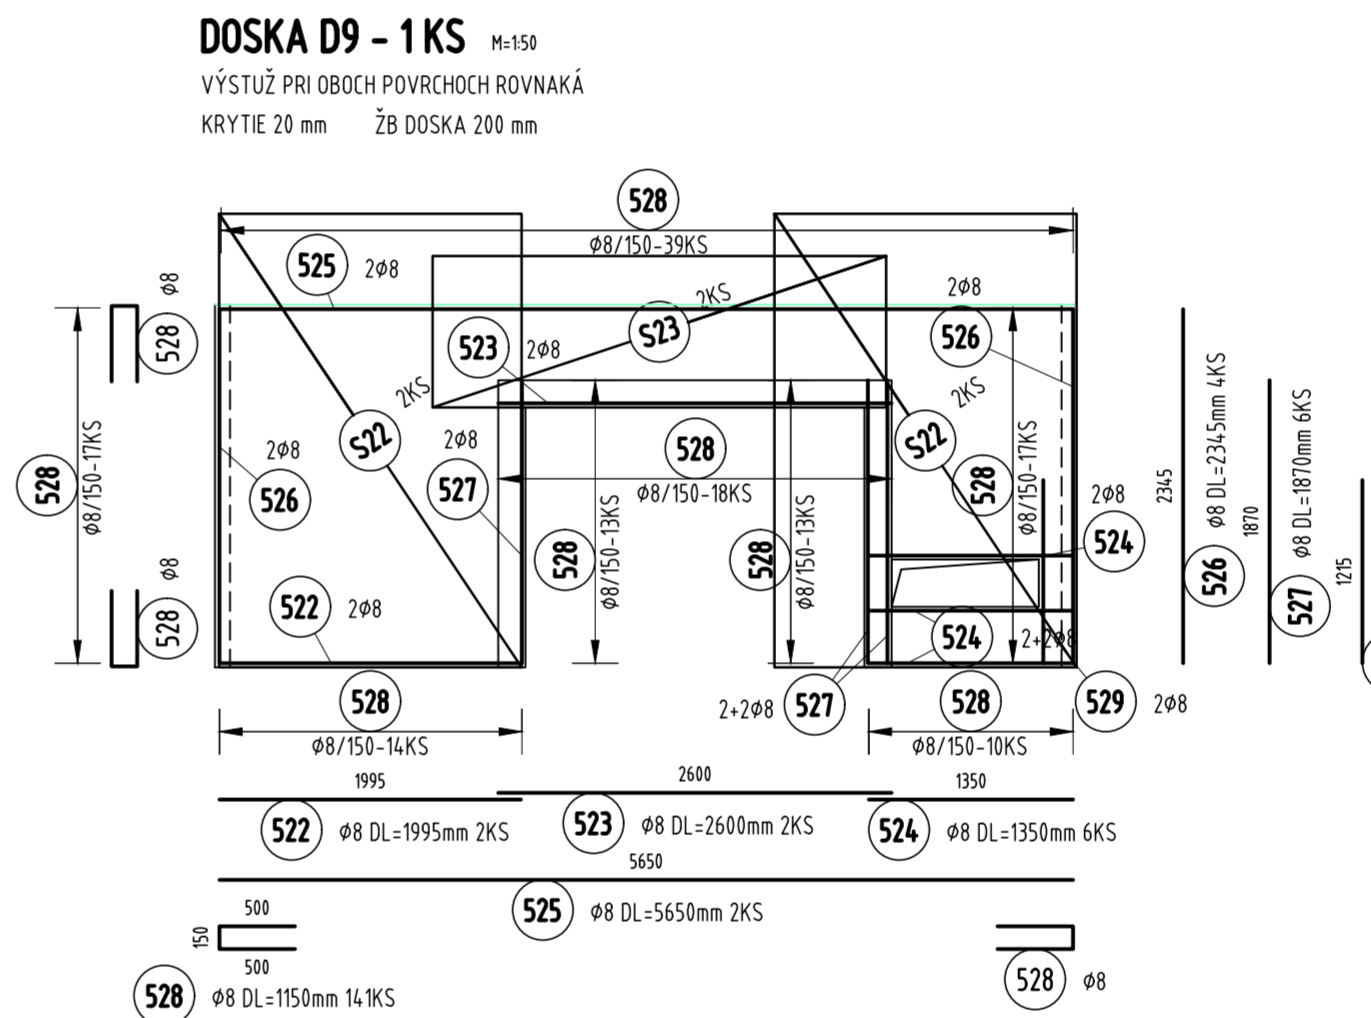 DOSKA D9 - 1 KS M=1:50
VÝSTUŽ PRI OBOCH POVRCHOCH ROVNAKÁ
KRYTIE 20 mm ŽB DOSKA 200 mm
528
Φ8/150-39KS
525 2Φ8
2Φ8
526
2KS
S23
523 2Φ8
528 Φ8
528
Φ8/150-17KS
528 Φ8
2KS
S22
2Φ8
526
2Φ8
527
528
Φ8/150-18KS
528
Φ8/150-13KS
528
Φ8/150-13KS
2KS
S22
528
Φ8/150-17KS
2Φ8
524
522 2Φ8
524 2+2Φ8
528
Φ8/150-14KS
2+2Φ8 527
528
Φ8/150-10KS
529 2Φ8
2345
526 Φ8 DL=2345mm 4KS
1870
527 Φ8 DL=1870mm 6KS
1215
1995
522 Φ8 DL=1995mm 2KS
2600
523 Φ8 DL=2600mm 2KS
1350
524 Φ8 DL=1350mm 6KS
5650
525 Φ8 DL=5650mm 2KS
500
150
500
528 Φ8 DL=1150mm 141KS
528 Φ8